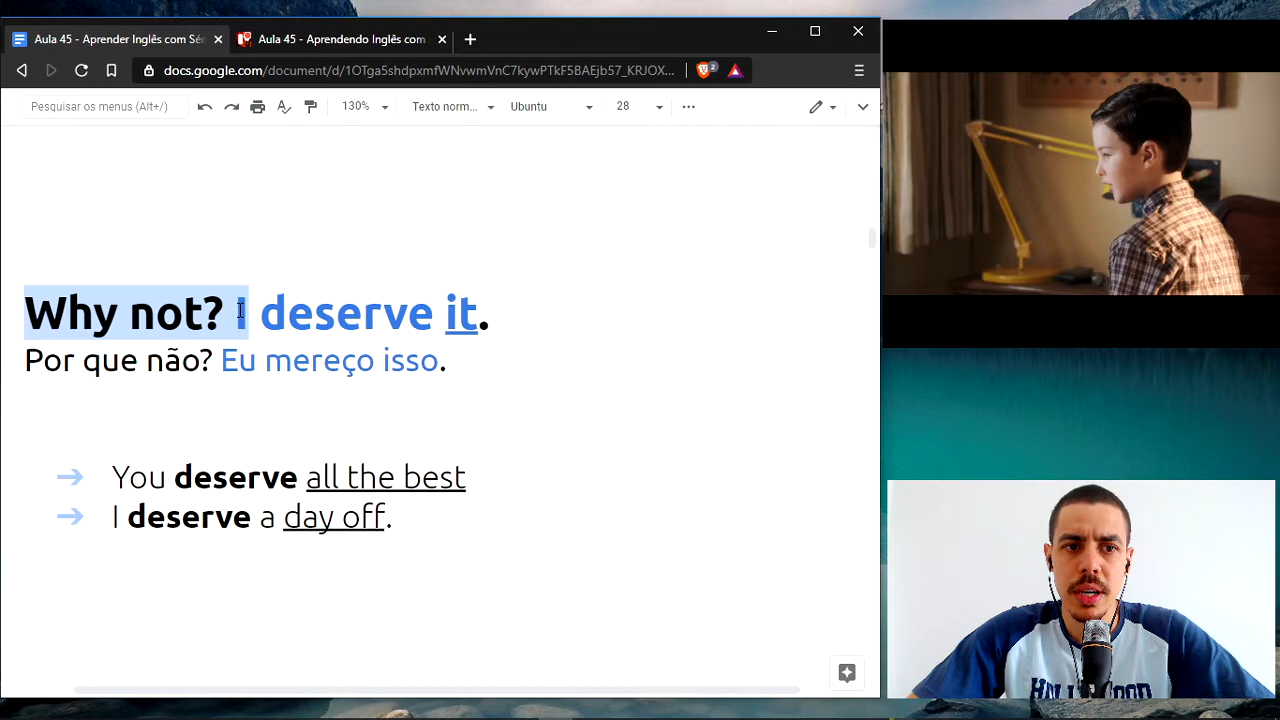 Aula 45 - Aprender Inglês com Sér
Aula 45 - Aprendendo Inglês com
docs.google.com/document/d/1OTga5shdpxmfWNvwmVnC7kywPTkF5BAEjb57_KRJOX...
2
Pesquisar os menus (Alt+/)
130%
Texto norm...
Ubuntu
28
Why not? I deserve it.
Por que não? Eu mereço isso.
You deserve all the best
I deserve a day off.